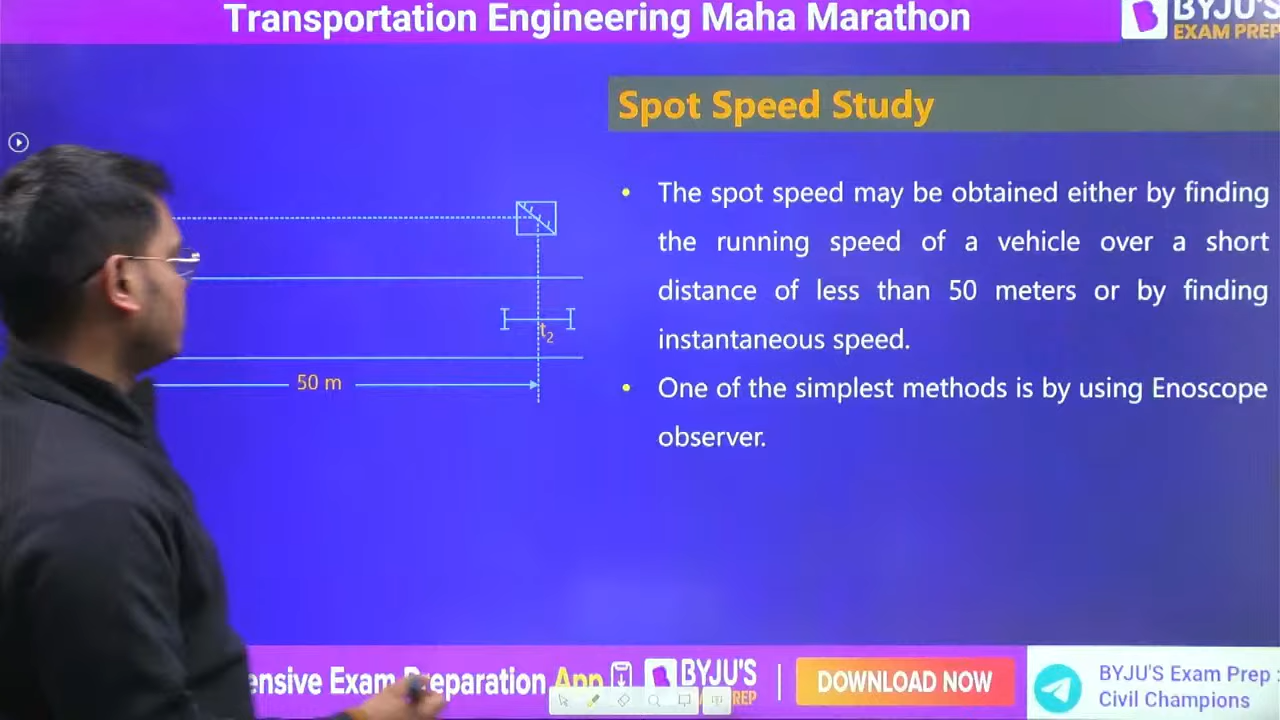 Transportation Engineering Maha Marathon
BYJU'S
EXAM PREP
Spot Speed Study
• The spot speed may be obtained either by finding
the running speed of a vehicle over a short
distance of less than 50 meters or by finding
instantaneous speed.
• One of the simplest methods is by using Enoscope
observer.
t2
50 m
Exam Preparation App
BYJU'S
DOWNLOAD NOW
BYJU'S Exam Prep :
Civil Champions